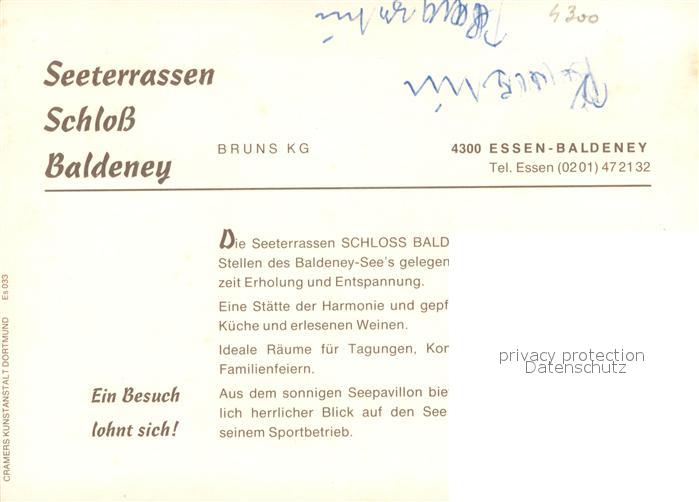 4300
Seeterrassen
Schloß
Baldeney
BRUNS KG
4300 ESSEN-BALDENEY
Tel. Essen (0201) 472132
Die Seeterrassen SCHLOSS BALD
Stellen des Baldeney-See's gelegen
zeit Erholung und Entspannung.
Eine Stätte der Harmonie und gepf
Küche und erlesenen Weinen.
Ideale Räume für Tagungen, Kon
Familienfeiern.
Aus dem sonnigen Seepavillon bie
lich herrlicher Blick auf den See
seinem Sportbetrieb.
Ein Besuch
lohnt sich!
privacy protection
Datenschutz
CRAMERS KUNSTANSTALT DORTMUND Es 033